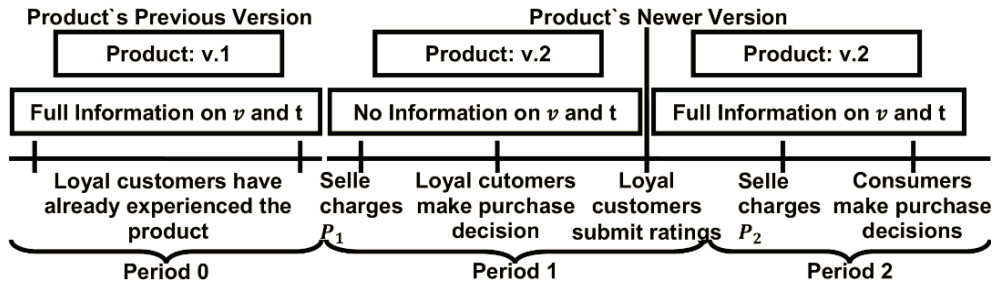 Product`s Previous Version
Product`s Newer Version
Product: v.1
Product: v.2
Product: v.2
Full Information on v and t
No Information on v and t
Full Information on v and t
Loyal customers have
already experienced the
product
Selle
charges
P₁
Loyal cutomers
make purchase
decision
Loyal
customers
submit ratings
Selle
charges
P₂
Consumers
make purchase
decisions
Period 0
Period 1
Period 2